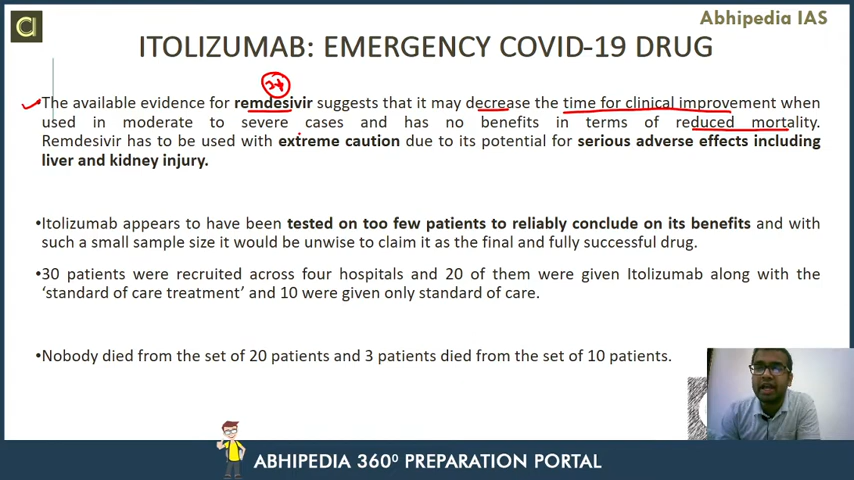 Abhipedia IAS
a
ITOLIZUMAB: EMERGENCY COVID-19 DRUG
The available evidence for remdesivir suggests that it may decrease the time for clinical improvement when
used in moderate to severe cases and has no benefits in terms of reduced mortality.
Remdesivir has to be used with extreme caution due to its potential for serious adverse effects including
liver and kidney injury.
•Itolizumab appears to have been tested on too few patients to reliably conclude on its benefits and with
such a small sample size it would be unwise to claim it as the final and fully successful drug.
•30 patients were recruited across four hospitals and 20 of them were given Itolizumab along with the
‘standard of care treatment’ and 10 were given only standard of care.
•Nobody died from the set of 20 patients and 3 patients died from the set of 10 patients.
ABHIPEDIA 360⁰ PREPARATION PORTAL